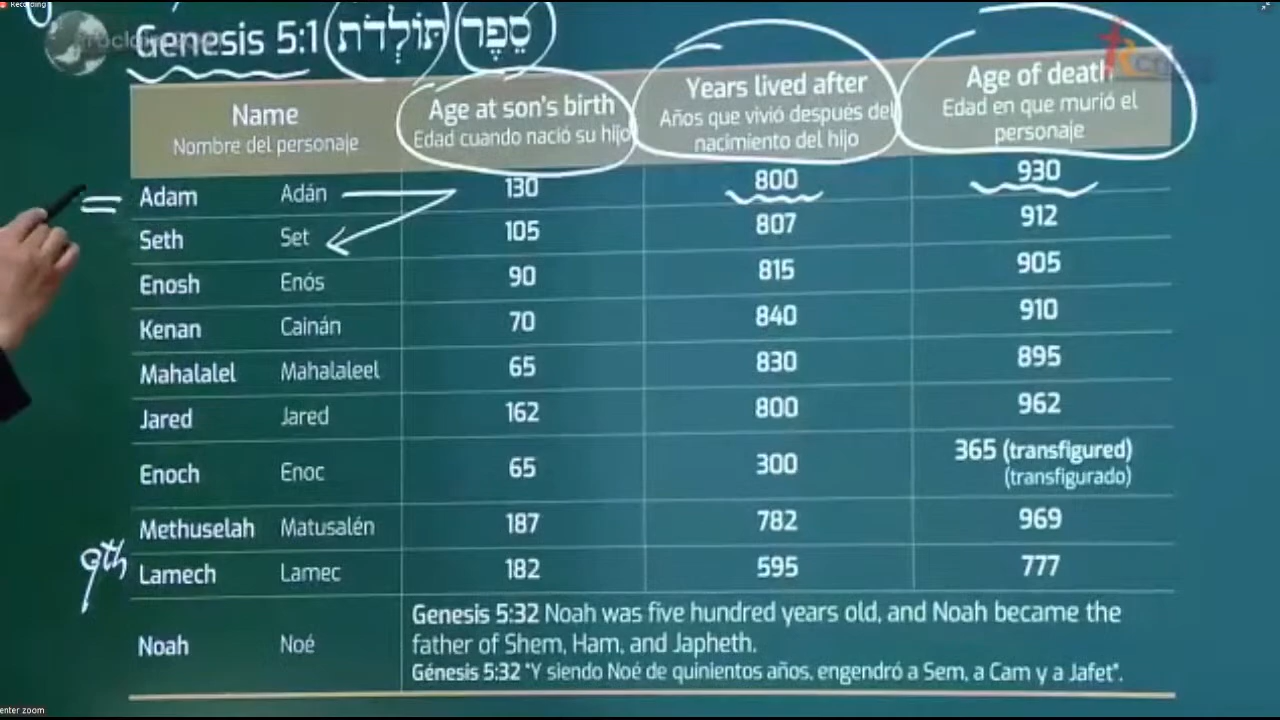 Recording
Genesis 5:1 תּוֹלְדֹת סֵפֶר
Name Age at son's birth Years lived after Age of death
Nombre del personaje Edad cuando nació su hijo Años que vivió después del nacimiento del hijo Edad en que murió el personaje
Adam Adán 130 800 930
Seth Set 105 807 912
Enosh Enós 90 815 905
Kenan Cainán 70 840 910
Mahalalel Mahalaleel 65 830 895
Jared Jared 162 800 962
Enoch Enoc 65 300 365 (transfigured)
(transfigurado)
Methuselah Matusalén 187 782 969
9th Lamech Lamec 182 595 777
Noah Noé
Genesis 5:32 Noah was five hundred years old, and Noah became the
father of Shem, Ham, and Japheth.
Génesis 5:32 "Y siendo Noé de quinientos años, engendró a Sem, a Cam y a Jafet".
enter zoom